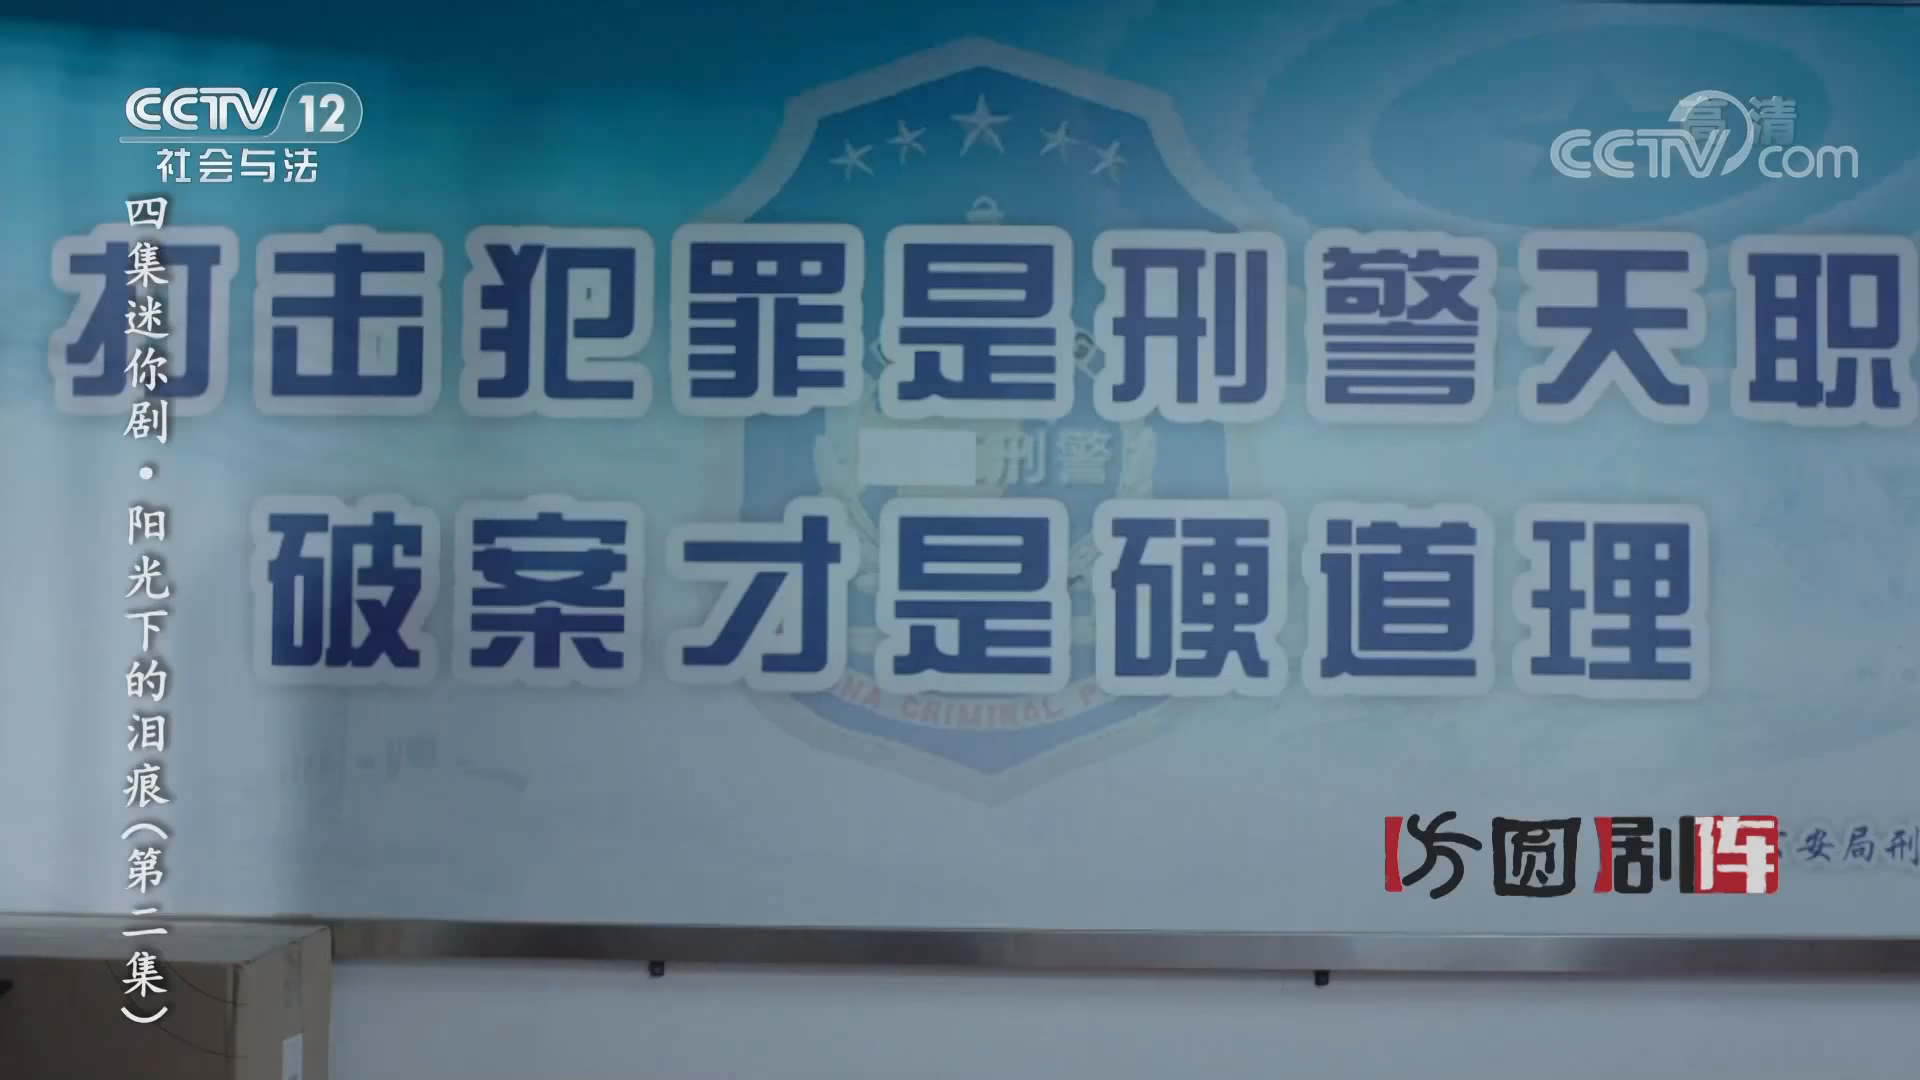 CCTV 12
社会与法
高清
CCTV.com
四集迷你剧·阳光下的泪痕(第二集)
打击犯罪是刑警天职
刑警
破案才是硬道理
CRIMINAL P
方圆剧阵
安局刑